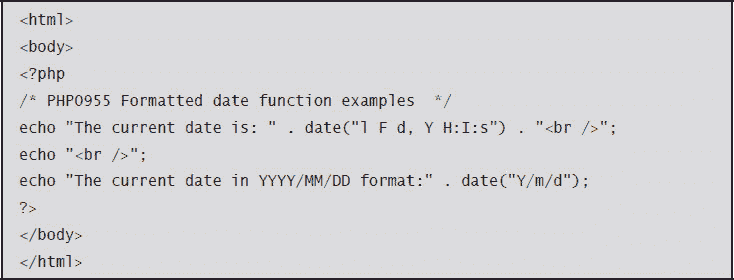 <html>
<body>
<?php
/* PHP0955 Formatted date function examples  */
echo "The current date is: " . date("l F d, Y H:I:s") . "<br />";
echo "<br />";
echo "The current date in YYYY/MM/DD format:" . date("Y/m/d");
?>
</body>
</html>